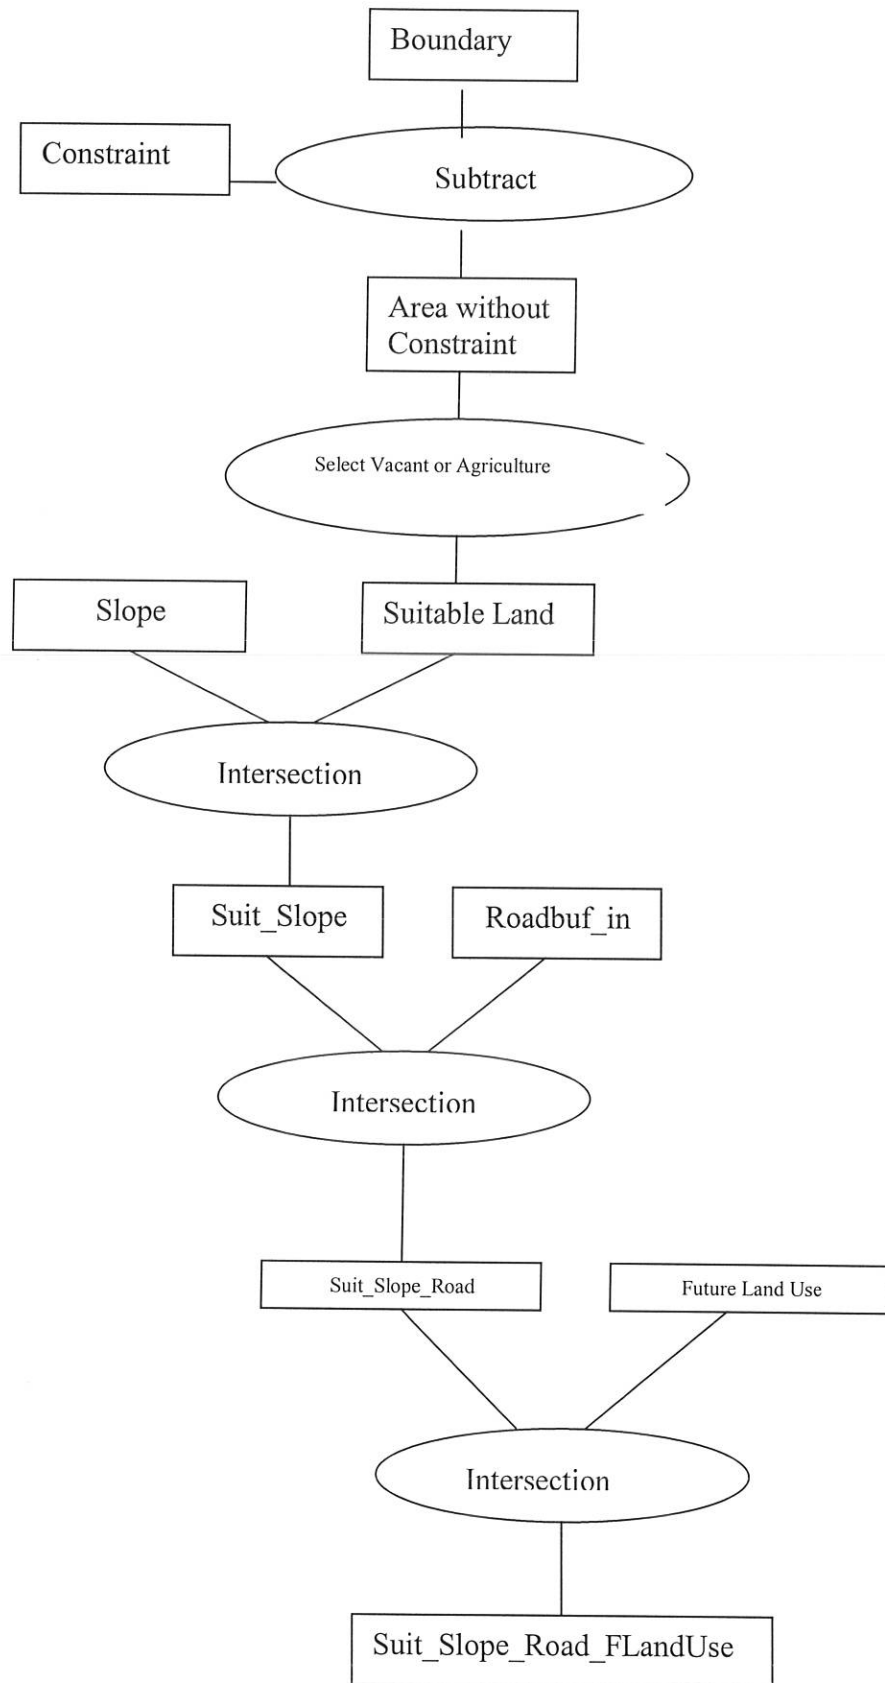 Boundary
Constraint
Subtract
Area without
Constraint
Select Vacant or Agriculture
Slope
Suitable Land
Intersection
Suit_Slope
Roadbuf_in
Intersection
Suit_Slope_Road
Future Land Use
Intersection
Suit_Slope_Road_FLandUse